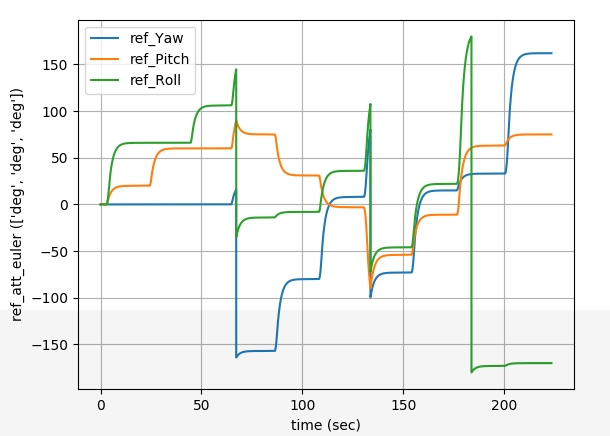 ref_Yaw
ref_Pitch
ref_Roll
150
100
50
0
−50
−100
−150
ref_att_euler (['deg', 'deg', 'deg'])
0 50 100 150 200
time (sec)